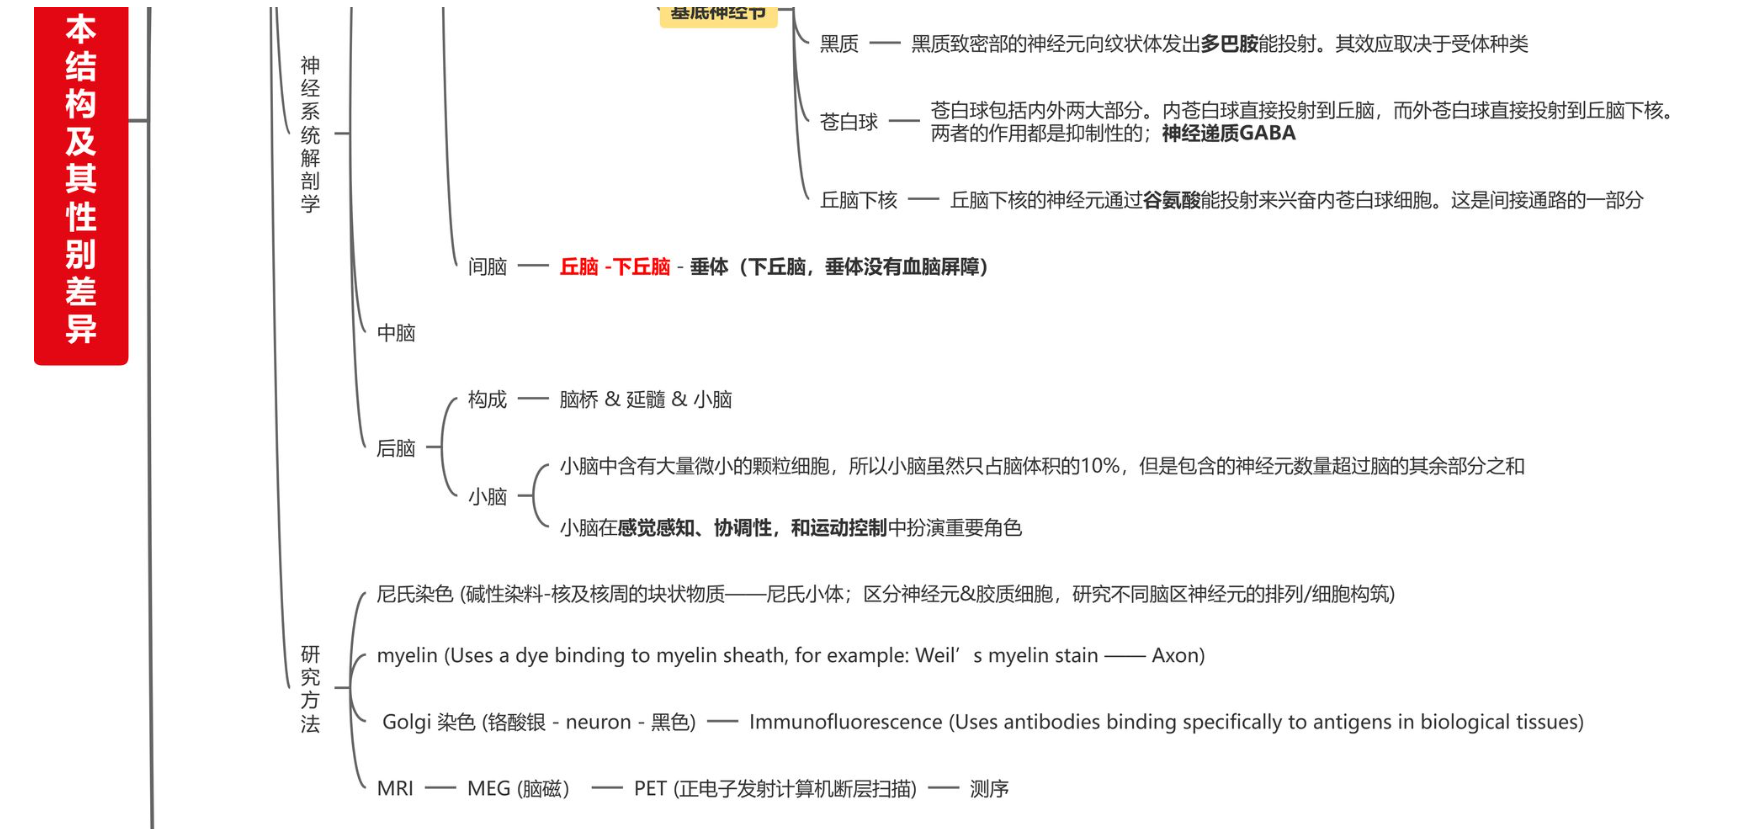 本结构及其性别差异
神经系统解剖学
基底神经节
黑质
黑质致密部的神经元向纹状体发出多巴胺能投射。其效应取决于受体种类
苍白球
苍白球包括内外两大部分。内苍白球直接投射到丘脑，而外苍白球直接投射到丘脑下核。
两者的作用都是抑制性的；神经递质GABA
丘脑下核
丘脑下核的神经元通过谷氨酸能投射来兴奋内苍白球细胞。这是间接通路的一部分
间脑
丘脑 -下丘脑 - 垂体（下丘脑，垂体没有血脑屏障）
中脑
后脑
构成
脑桥 & 延髓 & 小脑
小脑
小脑中含有大量微小的颗粒细胞，所以小脑虽然只占脑体积的10%，但是包含的神经元数量超过脑的其余部分之和
小脑在感觉感知、协调性，和运动控制中扮演重要角色
研究方法
尼氏染色 (碱性染料-核及核周的块状物质——尼氏小体；区分神经元&胶质细胞，研究不同脑区神经元的排列/细胞构筑)
myelin (Uses a dye binding to myelin sheath, for example: Weil’s myelin stain —— Axon)
Golgi 染色 (铬酸银 - neuron - 黑色)
Immunofluorescence (Uses antibodies binding specifically to antigens in biological tissues)
MRI
MEG (脑磁）
PET (正电子发射计算机断层扫描)
测序